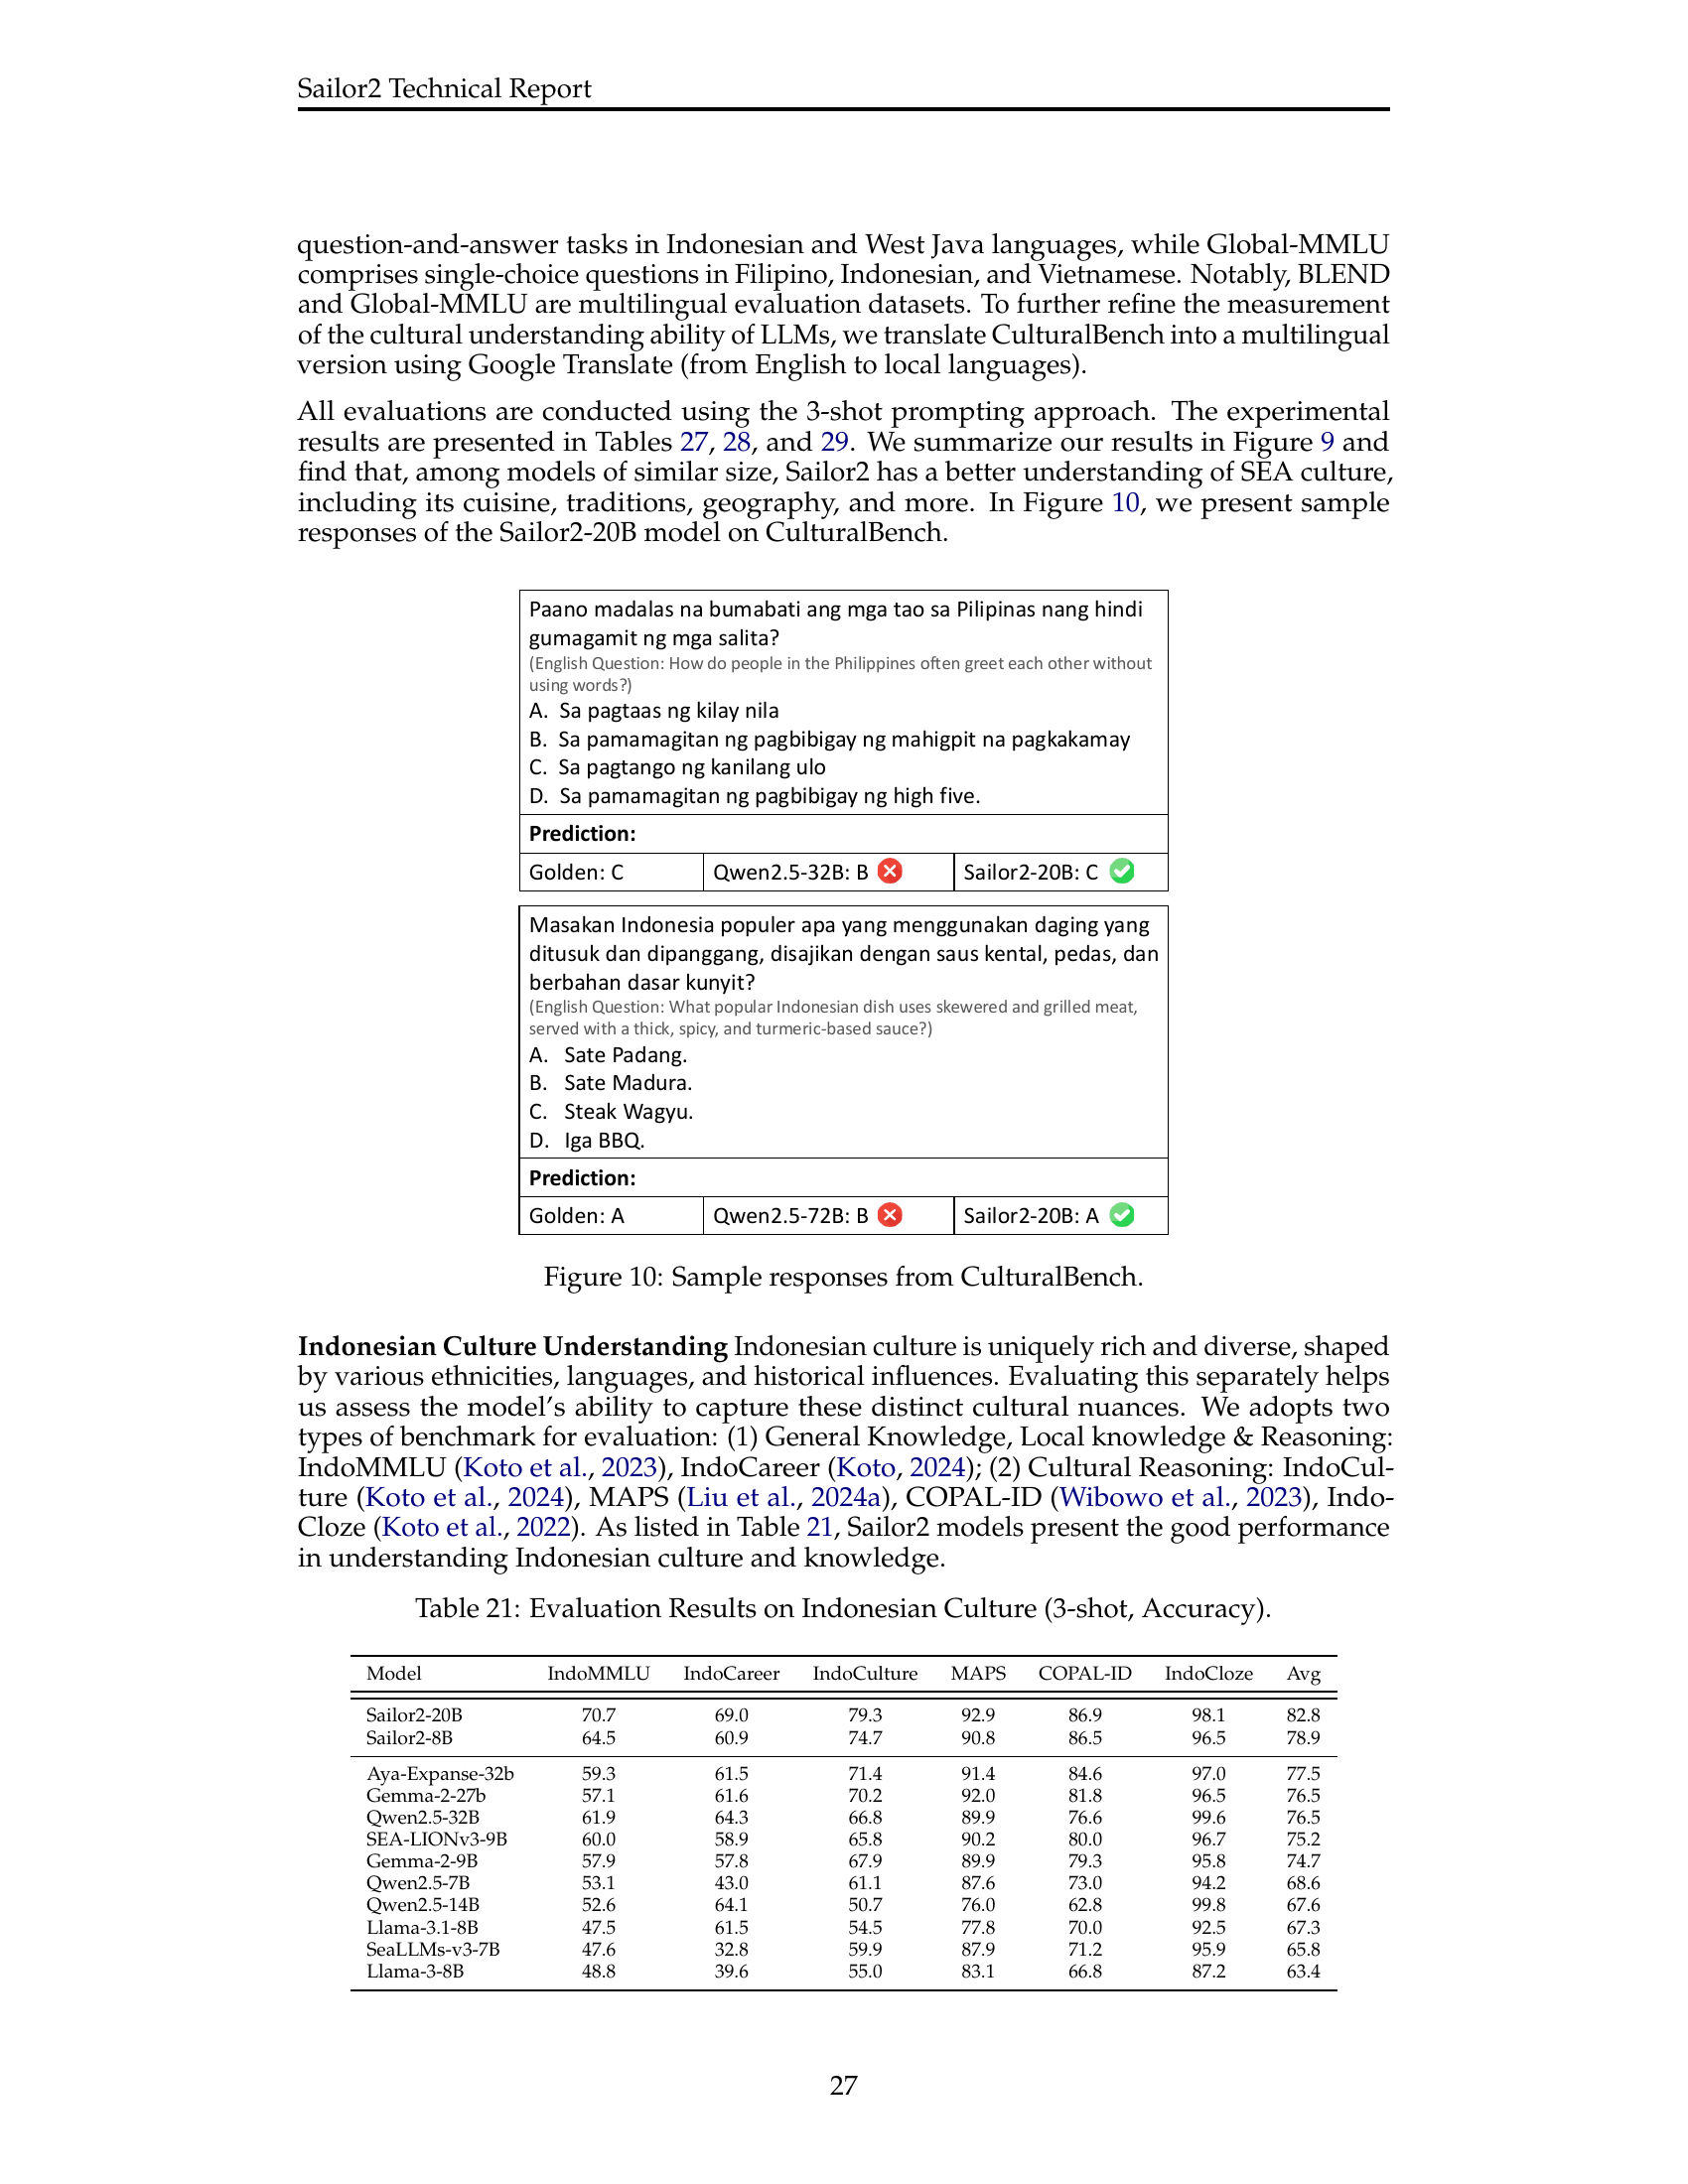 Sailor2 Technical Report
question-and-answer tasks in Indonesian and West Java languages, while Global-MMLU
comprises single-choice questions in Filipino, Indonesian, and Vietnamese. Notably, BLEND
and Global-MMLU are multilingual evaluation datasets. To further refine the measurement
of the cultural understanding ability of LLMs, we translate CulturalBench into a multilingual
version using Google Translate (from English to local languages).
All evaluations are conducted using the 3-shot prompting approach. The experimental
results are presented in Tables 27, 28, and 29. We summarize our results in Figure 9 and
find that, among models of similar size, Sailor2 has a better understanding of SEA culture,
including its cuisine, traditions, geography, and more. In Figure 10, we present sample
responses of the Sailor2-20B model on CulturalBench.
Paano madalas na bumabati ang mga tao sa Pilipinas nang hindi
gumagamit ng mga salita?
(English Question: How do people in the Philippines often greet each other without
using words?)
A. Sa pagtaas ng kilay nila
B. Sa pamamagitan ng pagbibigay ng mahigpit na pagkakamay
C. Sa pagtango ng kanilang ulo
D. Sa pamamagitan ng pagbibigay ng high five.
Prediction:
Golden: C Qwen2.5-32B: B Sailor2-20B: C
Masakan Indonesia populer apa yang menggunakan daging yang
ditusuk dan dipanggang, disajikan dengan saus kental, pedas, dan
berbahan dasar kunyit?
(English Question: What popular Indonesian dish uses skewered and grilled meat,
served with a thick, spicy, and turmeric-based sauce?)
A. Sate Padang.
B. Sate Madura.
C. Steak Wagyu.
D. Iga BBQ.
Prediction:
Golden: A Qwen2.5-72B: B Sailor2-20B: A
Figure 10: Sample responses from CulturalBench.
Indonesian Culture Understanding Indonesian culture is uniquely rich and diverse, shaped
by various ethnicities, languages, and historical influences. Evaluating this separately helps
us assess the model's ability to capture these distinct cultural nuances. We adopts two
types of benchmark for evaluation: (1) General Knowledge, Local knowledge & Reasoning:
IndoMMLU (Koto et al., 2023), IndoCareer (Koto, 2024); (2) Cultural Reasoning: IndoCul-
ture (Koto et al., 2024), MAPS (Liu et al., 2024a), COPAL-ID (Wibowo et al., 2023), Indo-
Cloze (Koto et al., 2022). As listed in Table 21, Sailor2 models present the good performance
in understanding Indonesian culture and knowledge.
Table 21: Evaluation Results on Indonesian Culture (3-shot, Accuracy).
Model IndoMMLU IndoCareer IndoCulture MAPS COPAL-ID IndoCloze Avg
Sailor2-20B 70.7 69.0 79.3 92.9 86.9 98.1 82.8
Sailor2-8B 64.5 60.9 74.7 90.8 86.5 96.5 78.9
Aya-Expanse-32b 59.3 61.5 71.4 91.4 84.6 97.0 77.5
Gemma-2-27b 57.1 61.6 70.2 92.0 81.8 96.5 76.5
Qwen2.5-32B 61.9 64.3 66.8 89.9 76.6 99.6 76.5
SEA-LIONv3-9B 60.0 58.9 65.8 90.2 80.0 96.7 75.2
Gemma-2-9B 57.9 57.8 67.9 89.9 79.3 95.8 74.7
Qwen2.5-7B 53.1 43.0 61.1 87.6 73.0 94.2 68.6
Qwen2.5-14B 52.6 64.1 50.7 76.0 62.8 99.8 67.6
Llama-3.1-8B 47.5 61.5 54.5 77.8 70.0 92.5 67.3
SeaLLMs-v3-7B 47.6 32.8 59.9 87.9 71.2 95.9 65.8
Llama-3-8B 48.8 39.6 55.0 83.1 66.8 87.2 63.4
27